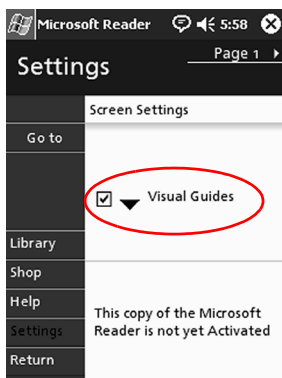 Microsoft Reader 5:58
Settings
Page 1
Screen Settings
Go to
Visual Guides
Library
Shop
Help
Settings
Return
This copy of the Microsoft
Reader is not yet Activated